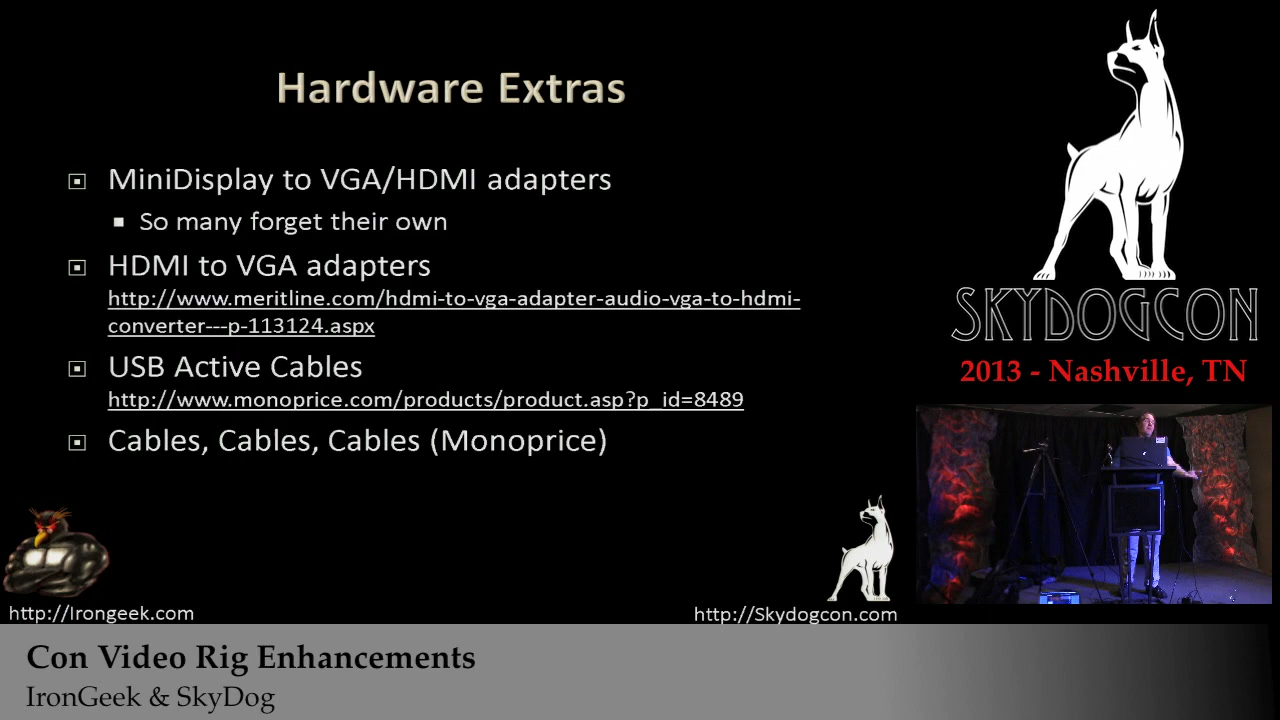 Hardware Extras
MiniDisplay to VGA/HDMI adapters
So many forget their own
HDMI to VGA adapters
http://www.meritline.com/hdmi-to-vga-adapter-audio-vga-to-hdmi-
converter---p-113124.aspx
USB Active Cables
http://www.monoprice.com/products/product.asp?p_id=8489
Cables, Cables, Cables (Monoprice)
http://Irongeek.com
http://Skydogcon.com
SKYDOGCON
2013 - Nashville, TN
Con Video Rig Enhancements
IronGeek & SkyDog